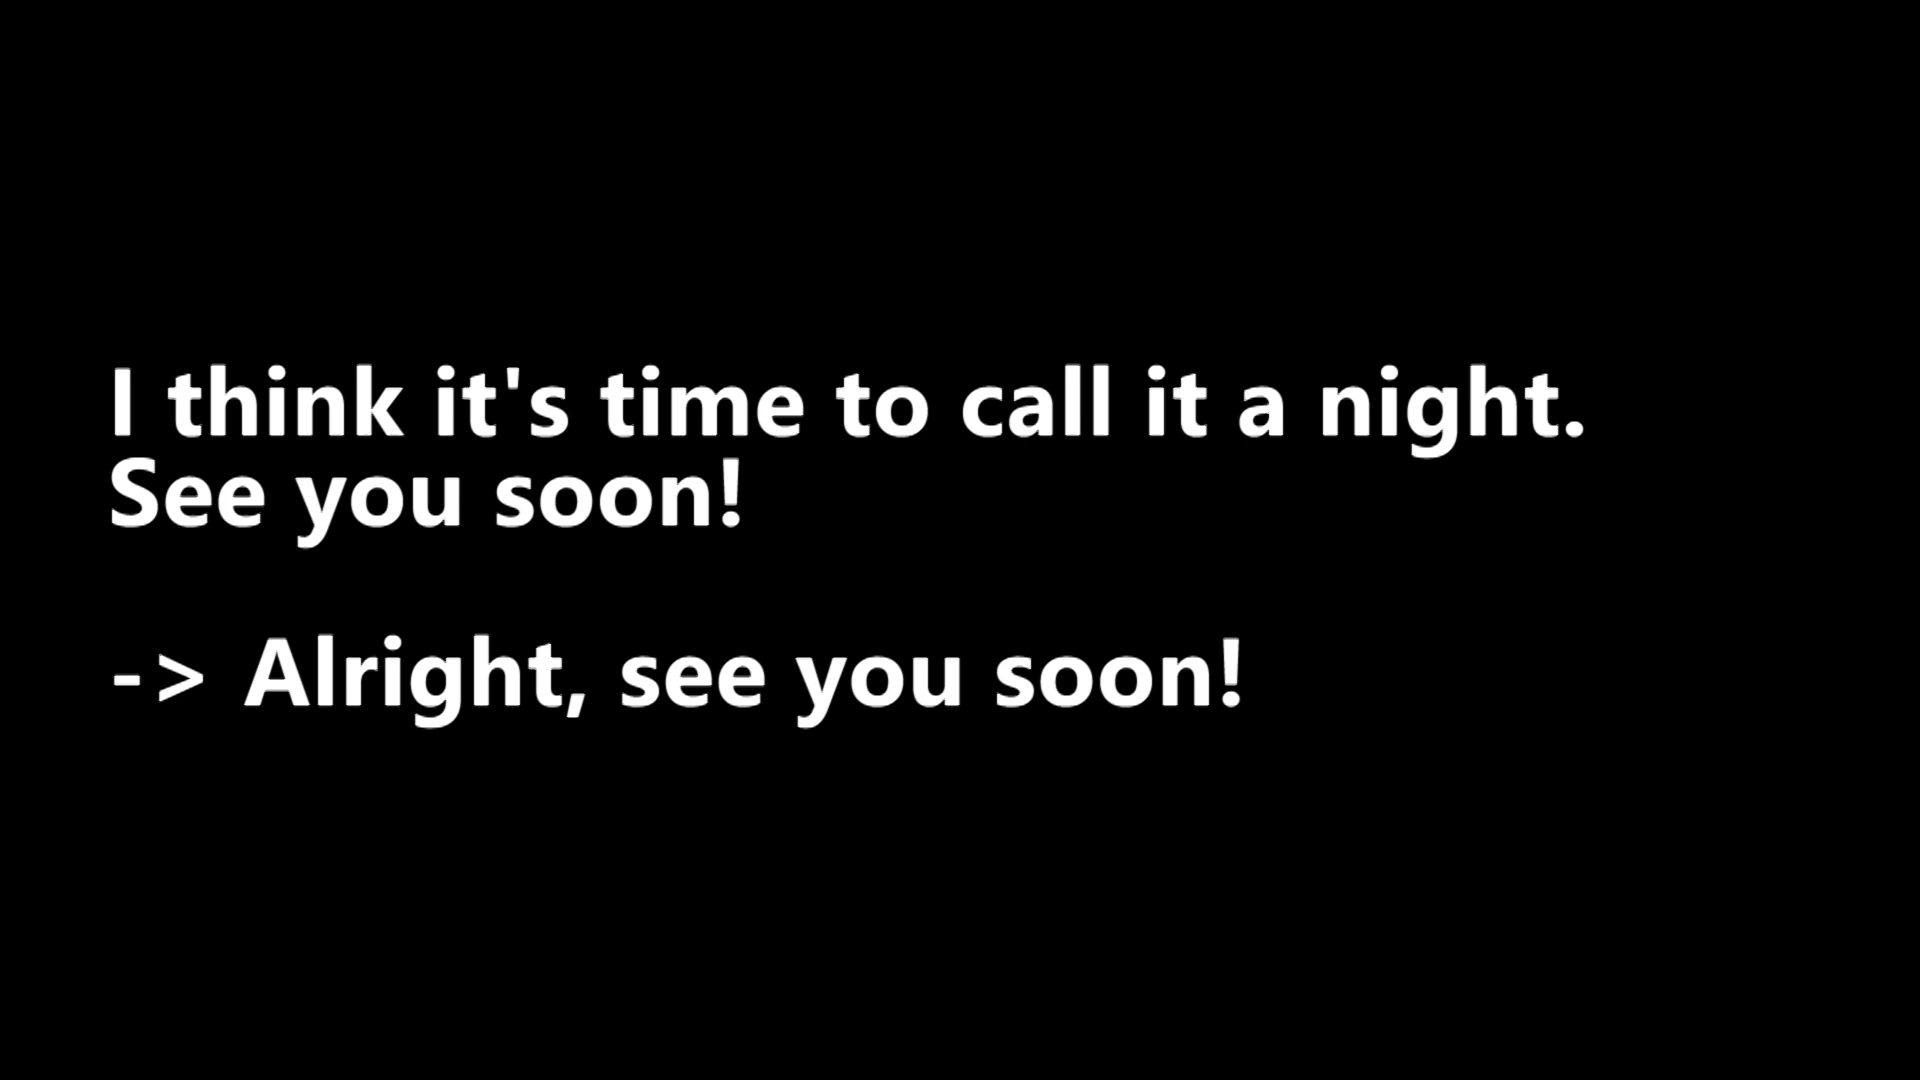 I think it's time to call it a night.
See you soon!
-> Alright, see you soon!